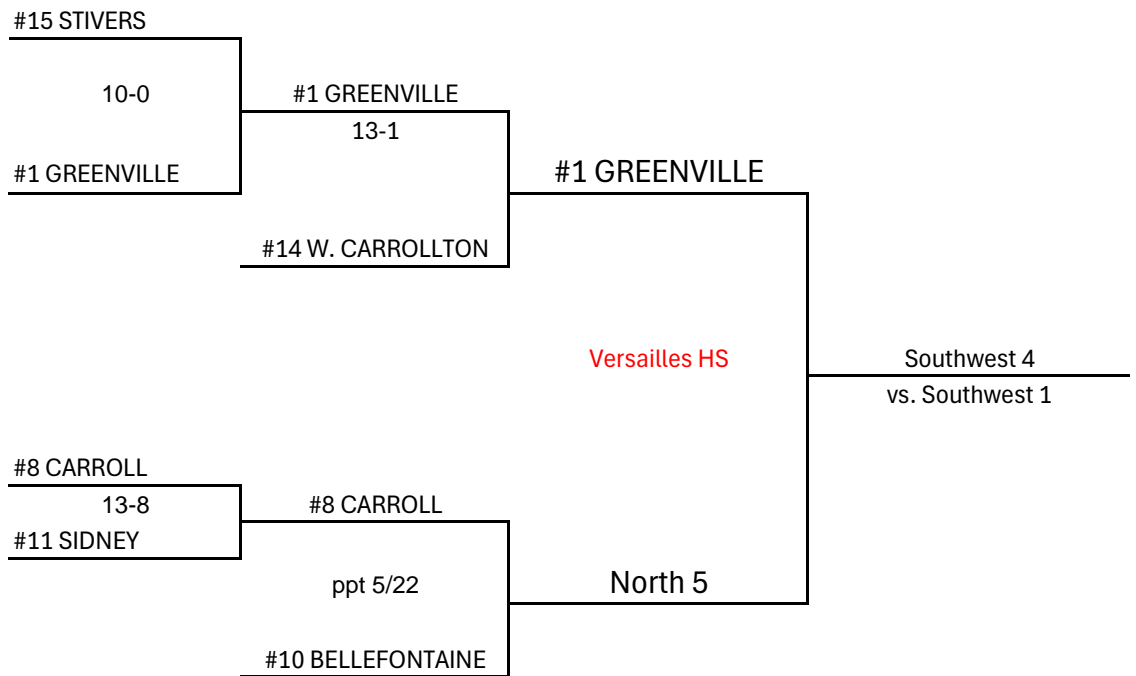 #15 STIVERS
10-0
#1 GREENVILLE
#1 GREENVILLE
13-1
#1 GREENVILLE
#14 W. CARROLLTON
Versailles HS
Southwest 4
vs. Southwest 1
#8 CARROLL
13-8
#11 SIDNEY
#8 CARROLL
ppt 5/22
North 5
#10 BELLEFONTAINE